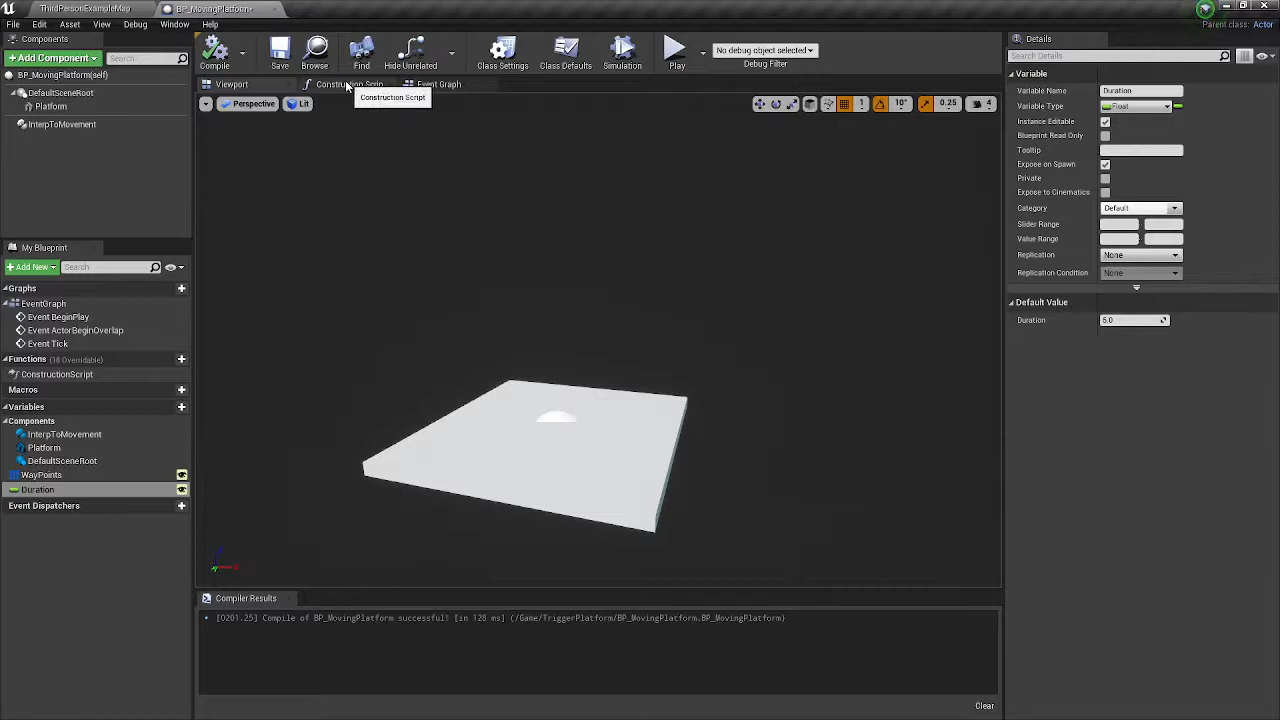 ThirdPersonExampleMap
BP_MovingPlatform*
File Edit Asset View Debug Window Help
Parent class: Actor
Components
+ Add Component
Search
BP_MovingPlatform(self)
DefaultSceneRoot
Platform
InterpToMovement
My Blueprint
+ Add New
Search
Graphs
EventGraph
Event BeginPlay
Event ActorBeginOverlap
Event Tick
Functions (18 Overridable)
ConstructionScript
Macros
Variables
Components
InterpToMovement
Platform
DefaultSceneRoot
WayPoints
Duration
Event Dispatchers
Compile
Save
Browse
Find
Hide Unrelated
Class Settings
Class Defaults
Simulation
Play
No debug object selected
Debug Filter
Viewport
Construction Scrip
Event Graph
Construction Script
Perspective
Lit
1
10°
0.25
4
Compiler Results
[0201.25] Compile of BP_MovingPlatform successful! [in 128 ms] (/Game/TriggerPlatform/BP_MovingPlatform.BP_MovingPlatform)
Clear
Details
Search Details
Variable
Variable Name Duration
Variable Type Float
Instance Editable
Blueprint Read Only
Tooltip
Expose on Spawn
Private
Expose to Cinematics
Category Default
Slider Range
Value Range
Replication None
Replication Condition None
Default Value
Duration 5.0